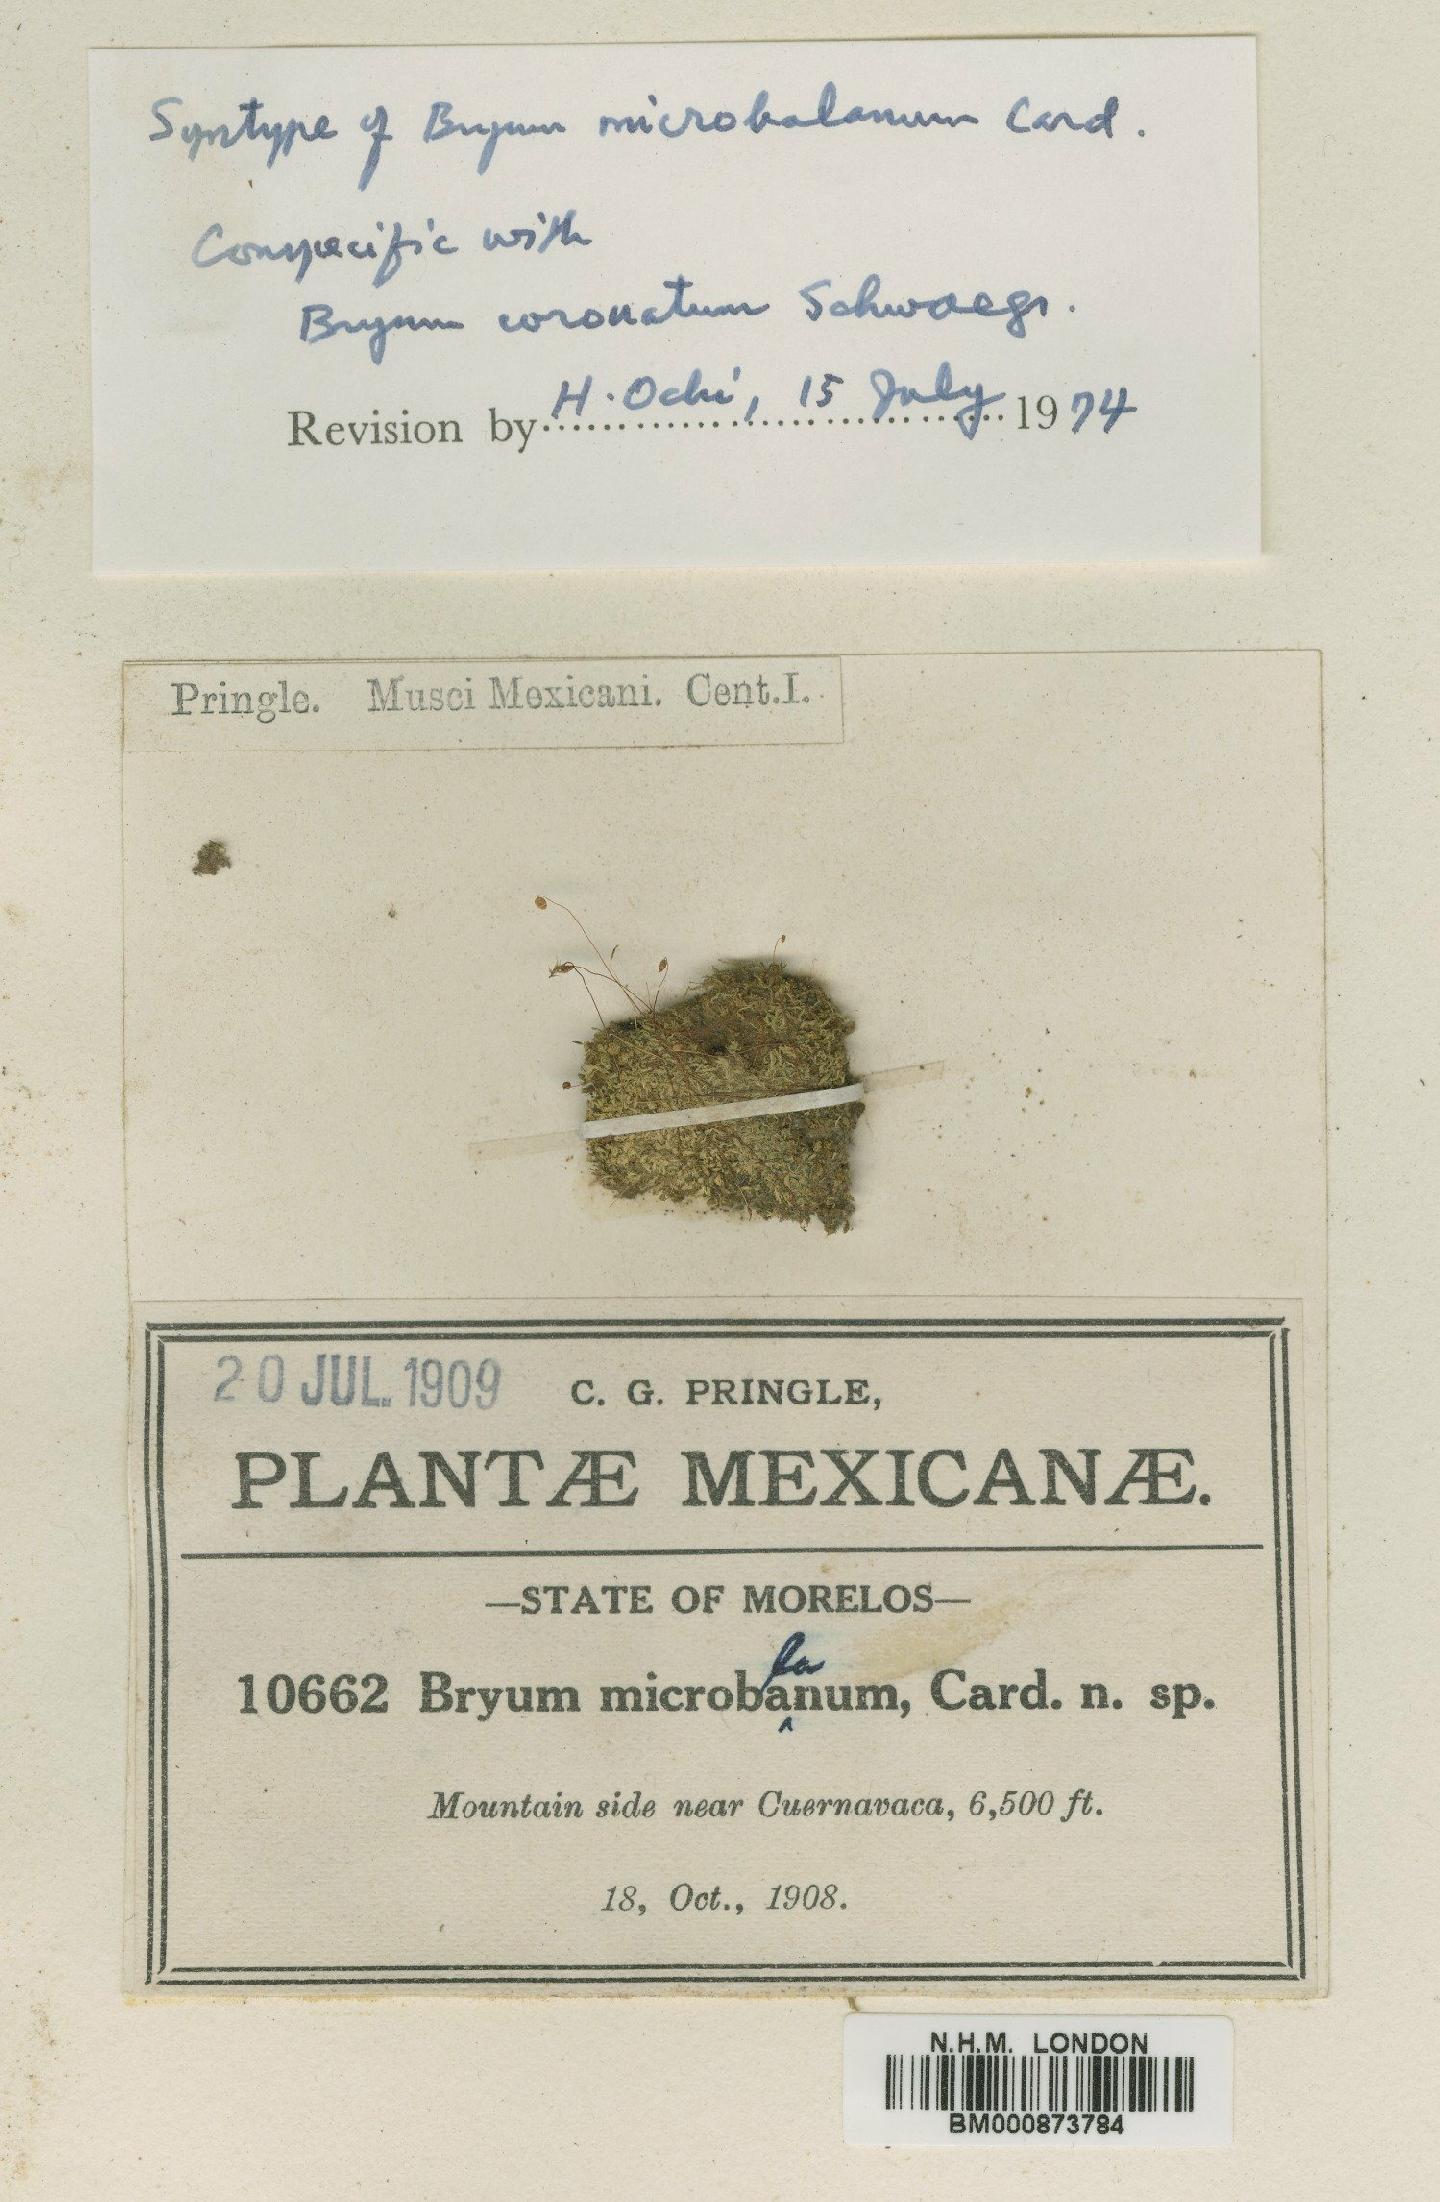 Syntype of Bryum microbalanum Card.
Conspecific with
Bryum coronatum Schwaegr.
Revision by H. Ochi, 15 July 1974
Pringle. Musci Mexicani. Cent. I.
20 JUL. 1909 C. G. PRINGLE,
PLANTÆ MEXICANÆ.
—STATE OF MORELOS—
la
10662 Bryum microbanum, Card. n. sp.
Mountain side near Cuernavaca, 6,500 ft.
18, Oct., 1908.
N.H.M. LONDON
BM000873784